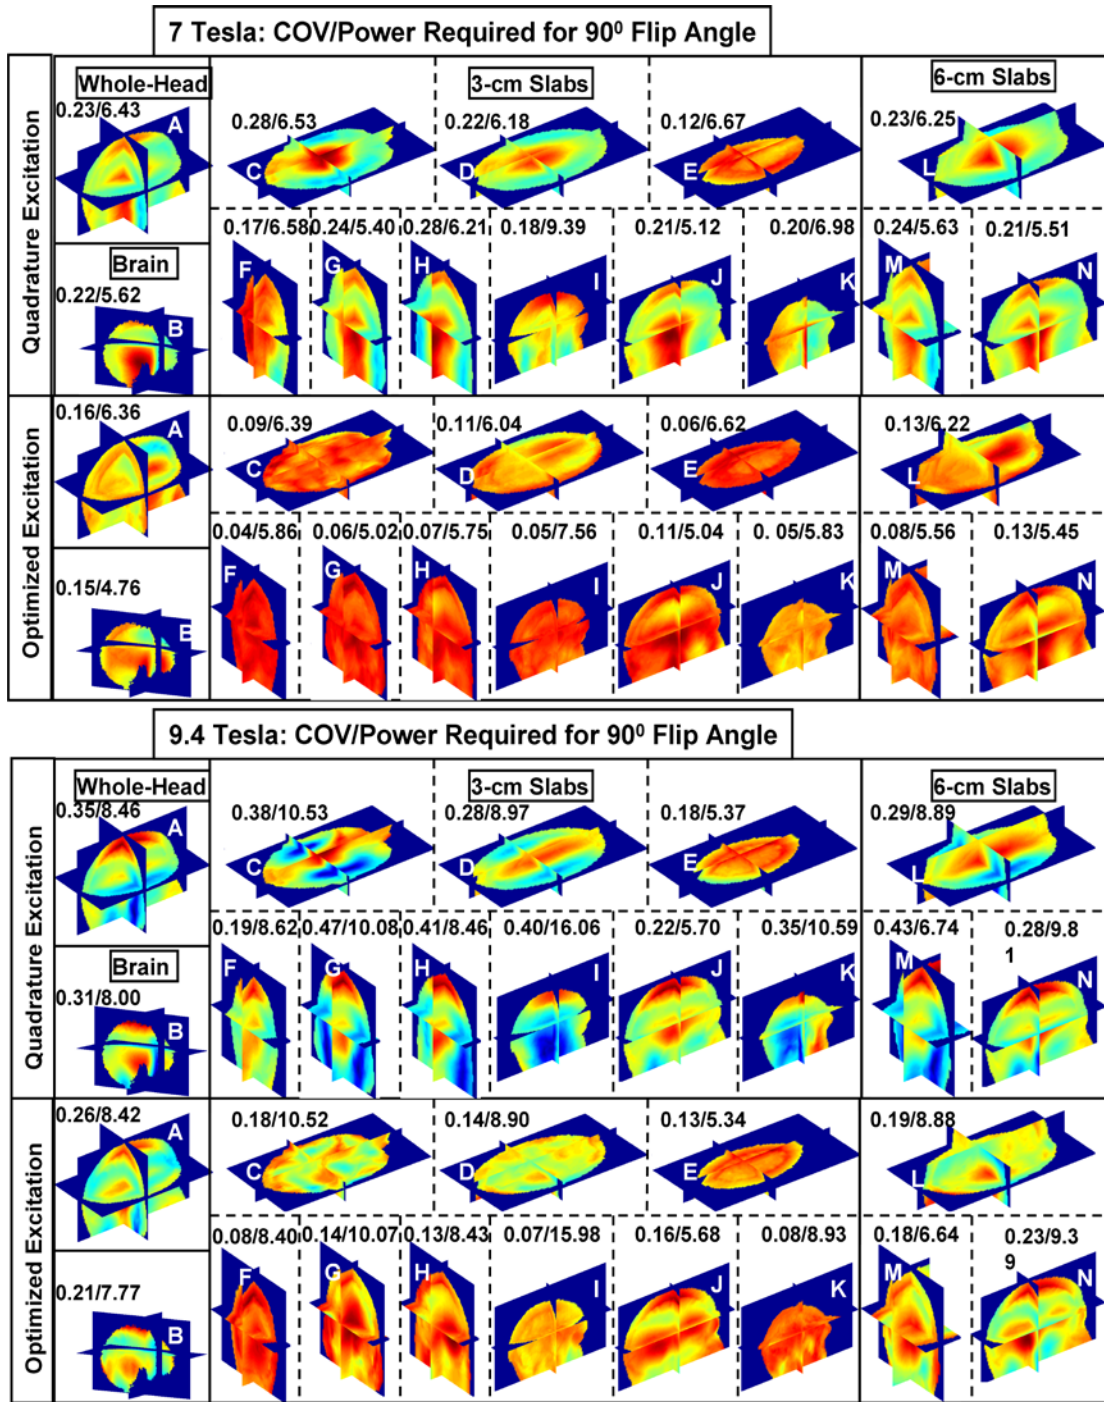 7 Tesla: COV/Power Required for 90⁰ Flip Angle
Quadrature Excitation
Whole-Head
3-cm Slabs
6-cm Slabs
0.23/6.43
A
0.28/6.53
C
0.22/6.18
D
0.12/6.67
E
0.23/6.25
L
Brain
0.22/5.62
B
0.17/6.58
F
0.24/5.40
G
0.28/6.21
H
0.18/9.39
I
0.21/5.12
J
0.20/6.98
K
0.24/5.63
M
0.21/5.51
N
Optimized Excitation
0.16/6.36
A
0.09/6.39
C
0.11/6.04
D
0.06/6.62
E
0.13/6.22
L
0.15/4.76
B
0.04/5.86
F
0.06/5.02
G
0.07/5.75
H
0.05/7.56
I
0.11/5.04
J
0. 05/5.83
K
0.08/5.56
M
0.13/5.45
N
9.4 Tesla: COV/Power Required for 90⁰ Flip Angle
Quadrature Excitation
Whole-Head
3-cm Slabs
6-cm Slabs
0.35/8.46
A
0.38/10.53
C
0.28/8.97
D
0.18/5.37
E
0.29/8.89
L
Brain
0.31/8.00
B
0.19/8.62
F
0.47/10.08
G
0.41/8.46
H
0.40/16.06
I
0.22/5.70
J
0.35/10.59
K
0.43/6.74
M
0.28/9.8
1
N
Optimized Excitation
0.26/8.42
A
0.18/10.52
C
0.14/8.90
D
0.13/5.34
E
0.19/8.88
L
0.21/7.77
B
0.08/8.40
F
0.14/10.07
G
0.13/8.43
H
0.07/15.98
I
0.16/5.68
J
0.08/8.93
K
0.18/6.64
M
0.23/9.3
9
N